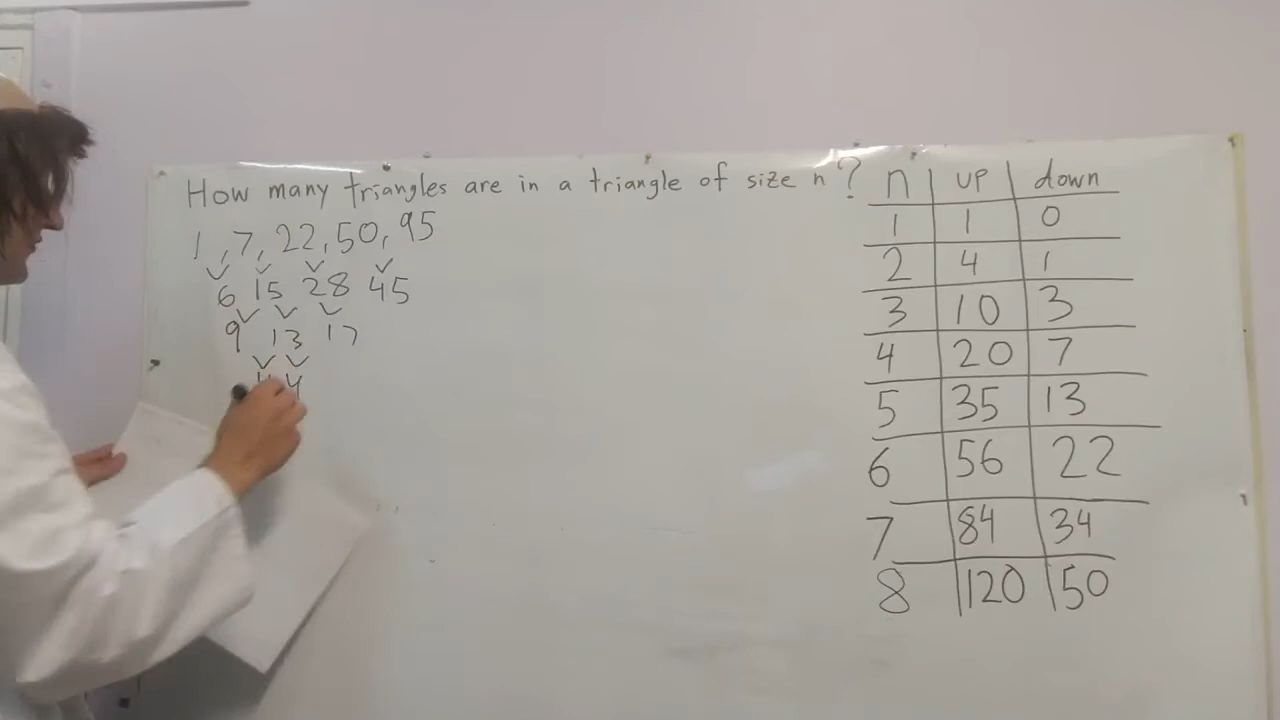 How many triangles are in a triangle of size n?
1, 7, 22, 50, 95
6 15 28 45
9 13 17
4 4
n up down
1 1 0
2 4 1
3 10 3
4 20 7
5 35 13
6 56 22
7 84 34
8 120 50